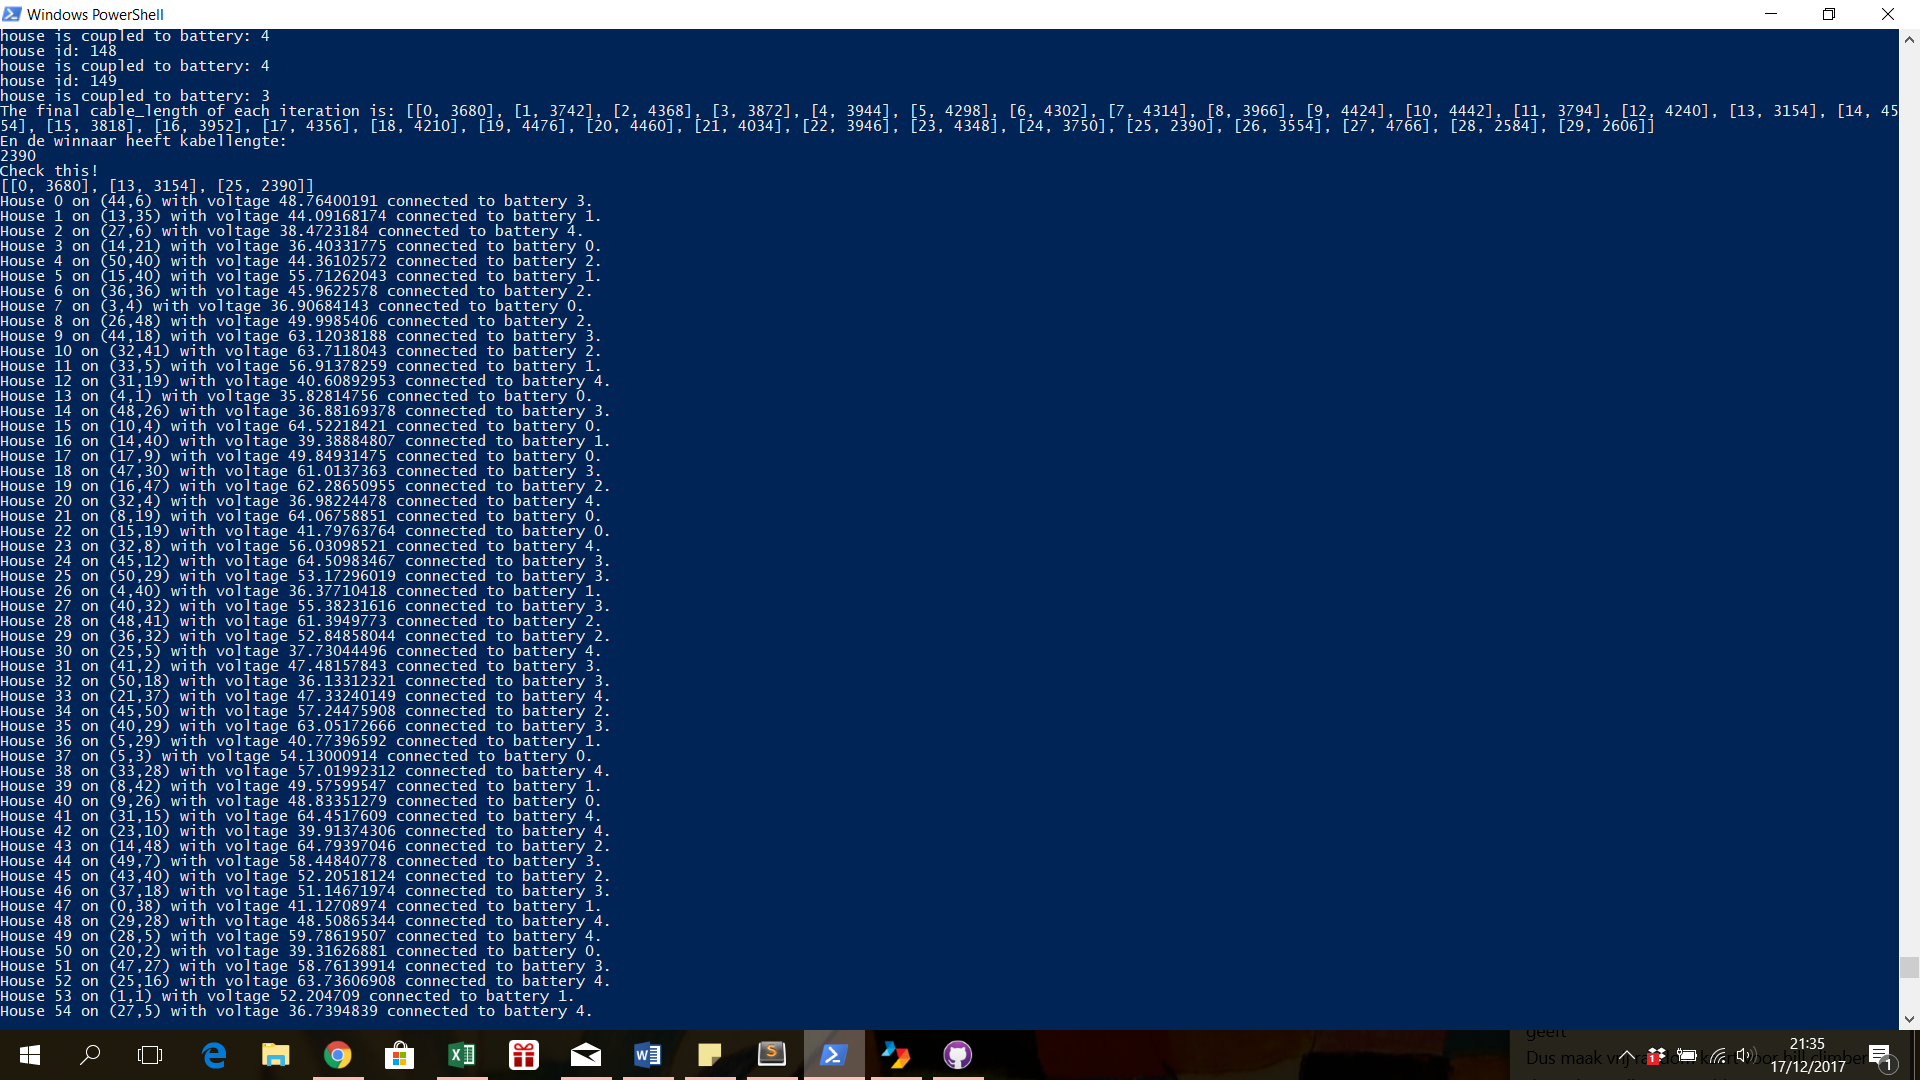 Windows PowerShell
house is coupled to battery: 4
house id: 148
house is coupled to battery: 4
house id: 149
house is coupled to battery: 3
The final cable_length of each iteration is: [[0, 3680], [1, 3742], [2, 4368], [3, 3872], [4, 3944], [5, 4298], [6, 4302], [7, 4314], [8, 3966], [9, 4424], [10, 4442], [11, 3794], [12, 4240], [13, 3154], [14, 45
54], [15, 3818], [16, 3952], [17, 4356], [18, 4210], [19, 4476], [20, 4460], [21, 4034], [22, 3946], [23, 4348], [24, 3750], [25, 2390], [26, 3554], [27, 4766], [28, 2584], [29, 2606]]
En de winnaar heeft kabellengte:
2390
Check this!
[[0, 3680], [13, 3154], [25, 2390]]
House 0 on (44,6) with voltage 48.76400191 connected to battery 3.
House 1 on (13,35) with voltage 44.09168174 connected to battery 1.
House 2 on (27,6) with voltage 38.4723184 connected to battery 4.
House 3 on (14,21) with voltage 36.40331775 connected to battery 0.
House 4 on (50,40) with voltage 44.36102572 connected to battery 2.
House 5 on (15,40) with voltage 55.71262043 connected to battery 1.
House 6 on (36,36) with voltage 45.9622578 connected to battery 2.
House 7 on (3,4) with voltage 36.90684143 connected to battery 0.
House 8 on (26,48) with voltage 49.9985406 connected to battery 2.
House 9 on (44,18) with voltage 63.12038188 connected to battery 3.
House 10 on (32,41) with voltage 63.7118043 connected to battery 2.
House 11 on (33,5) with voltage 56.91378259 connected to battery 1.
House 12 on (31,19) with voltage 40.60892953 connected to battery 4.
House 13 on (4,1) with voltage 35.82814756 connected to battery 0.
House 14 on (48,26) with voltage 36.88169378 connected to battery 3.
House 15 on (10,4) with voltage 64.52218421 connected to battery 0.
House 16 on (14,40) with voltage 39.38884807 connected to battery 1.
House 17 on (17,9) with voltage 49.84931475 connected to battery 0.
House 18 on (47,30) with voltage 61.0137363 connected to battery 3.
House 19 on (16,47) with voltage 62.28650955 connected to battery 2.
House 20 on (32,4) with voltage 36.98224478 connected to battery 4.
House 21 on (8,19) with voltage 64.06758851 connected to battery 0.
House 22 on (15,19) with voltage 41.79763764 connected to battery 0.
House 23 on (32,8) with voltage 56.03098521 connected to battery 4.
House 24 on (45,12) with voltage 64.50983467 connected to battery 3.
House 25 on (50,29) with voltage 53.17296019 connected to battery 3.
House 26 on (4,40) with voltage 36.37710418 connected to battery 1.
House 27 on (40,32) with voltage 55.38231616 connected to battery 3.
House 28 on (48,41) with voltage 61.3949773 connected to battery 2.
House 29 on (36,32) with voltage 52.84858044 connected to battery 2.
House 30 on (25,5) with voltage 37.73044496 connected to battery 4.
House 31 on (41,2) with voltage 47.48157843 connected to battery 3.
House 32 on (50,18) with voltage 36.13312321 connected to battery 3.
House 33 on (21,37) with voltage 47.33240149 connected to battery 4.
House 34 on (45,50) with voltage 57.24475908 connected to battery 2.
House 35 on (40,29) with voltage 63.05172666 connected to battery 3.
House 36 on (5,29) with voltage 40.77396592 connected to battery 1.
House 37 on (5,3) with voltage 54.13000914 connected to battery 0.
House 38 on (33,28) with voltage 57.01992312 connected to battery 4.
House 39 on (8,42) with voltage 49.57599547 connected to battery 1.
House 40 on (9,26) with voltage 48.83351279 connected to battery 0.
House 41 on (31,15) with voltage 64.4517609 connected to battery 4.
House 42 on (23,10) with voltage 39.91374306 connected to battery 4.
House 43 on (14,48) with voltage 64.79397046 connected to battery 2.
House 44 on (49,7) with voltage 58.44840778 connected to battery 3.
House 45 on (43,40) with voltage 52.20518124 connected to battery 2.
House 46 on (37,18) with voltage 51.14671974 connected to battery 3.
House 47 on (0,38) with voltage 41.12708974 connected to battery 1.
House 48 on (29,28) with voltage 48.50865344 connected to battery 4.
House 49 on (28,5) with voltage 59.78619507 connected to battery 4.
House 50 on (20,2) with voltage 39.31626881 connected to battery 0.
House 51 on (47,27) with voltage 58.76139914 connected to battery 3.
House 52 on (25,16) with voltage 63.73606908 connected to battery 4.
House 53 on (1,1) with voltage 52.204709 connected to battery 1.
House 54 on (27,5) with voltage 36.7394839 connected to battery 4.
geeft
Dus maak vrij hill climber
21:35
17/12/2017
1